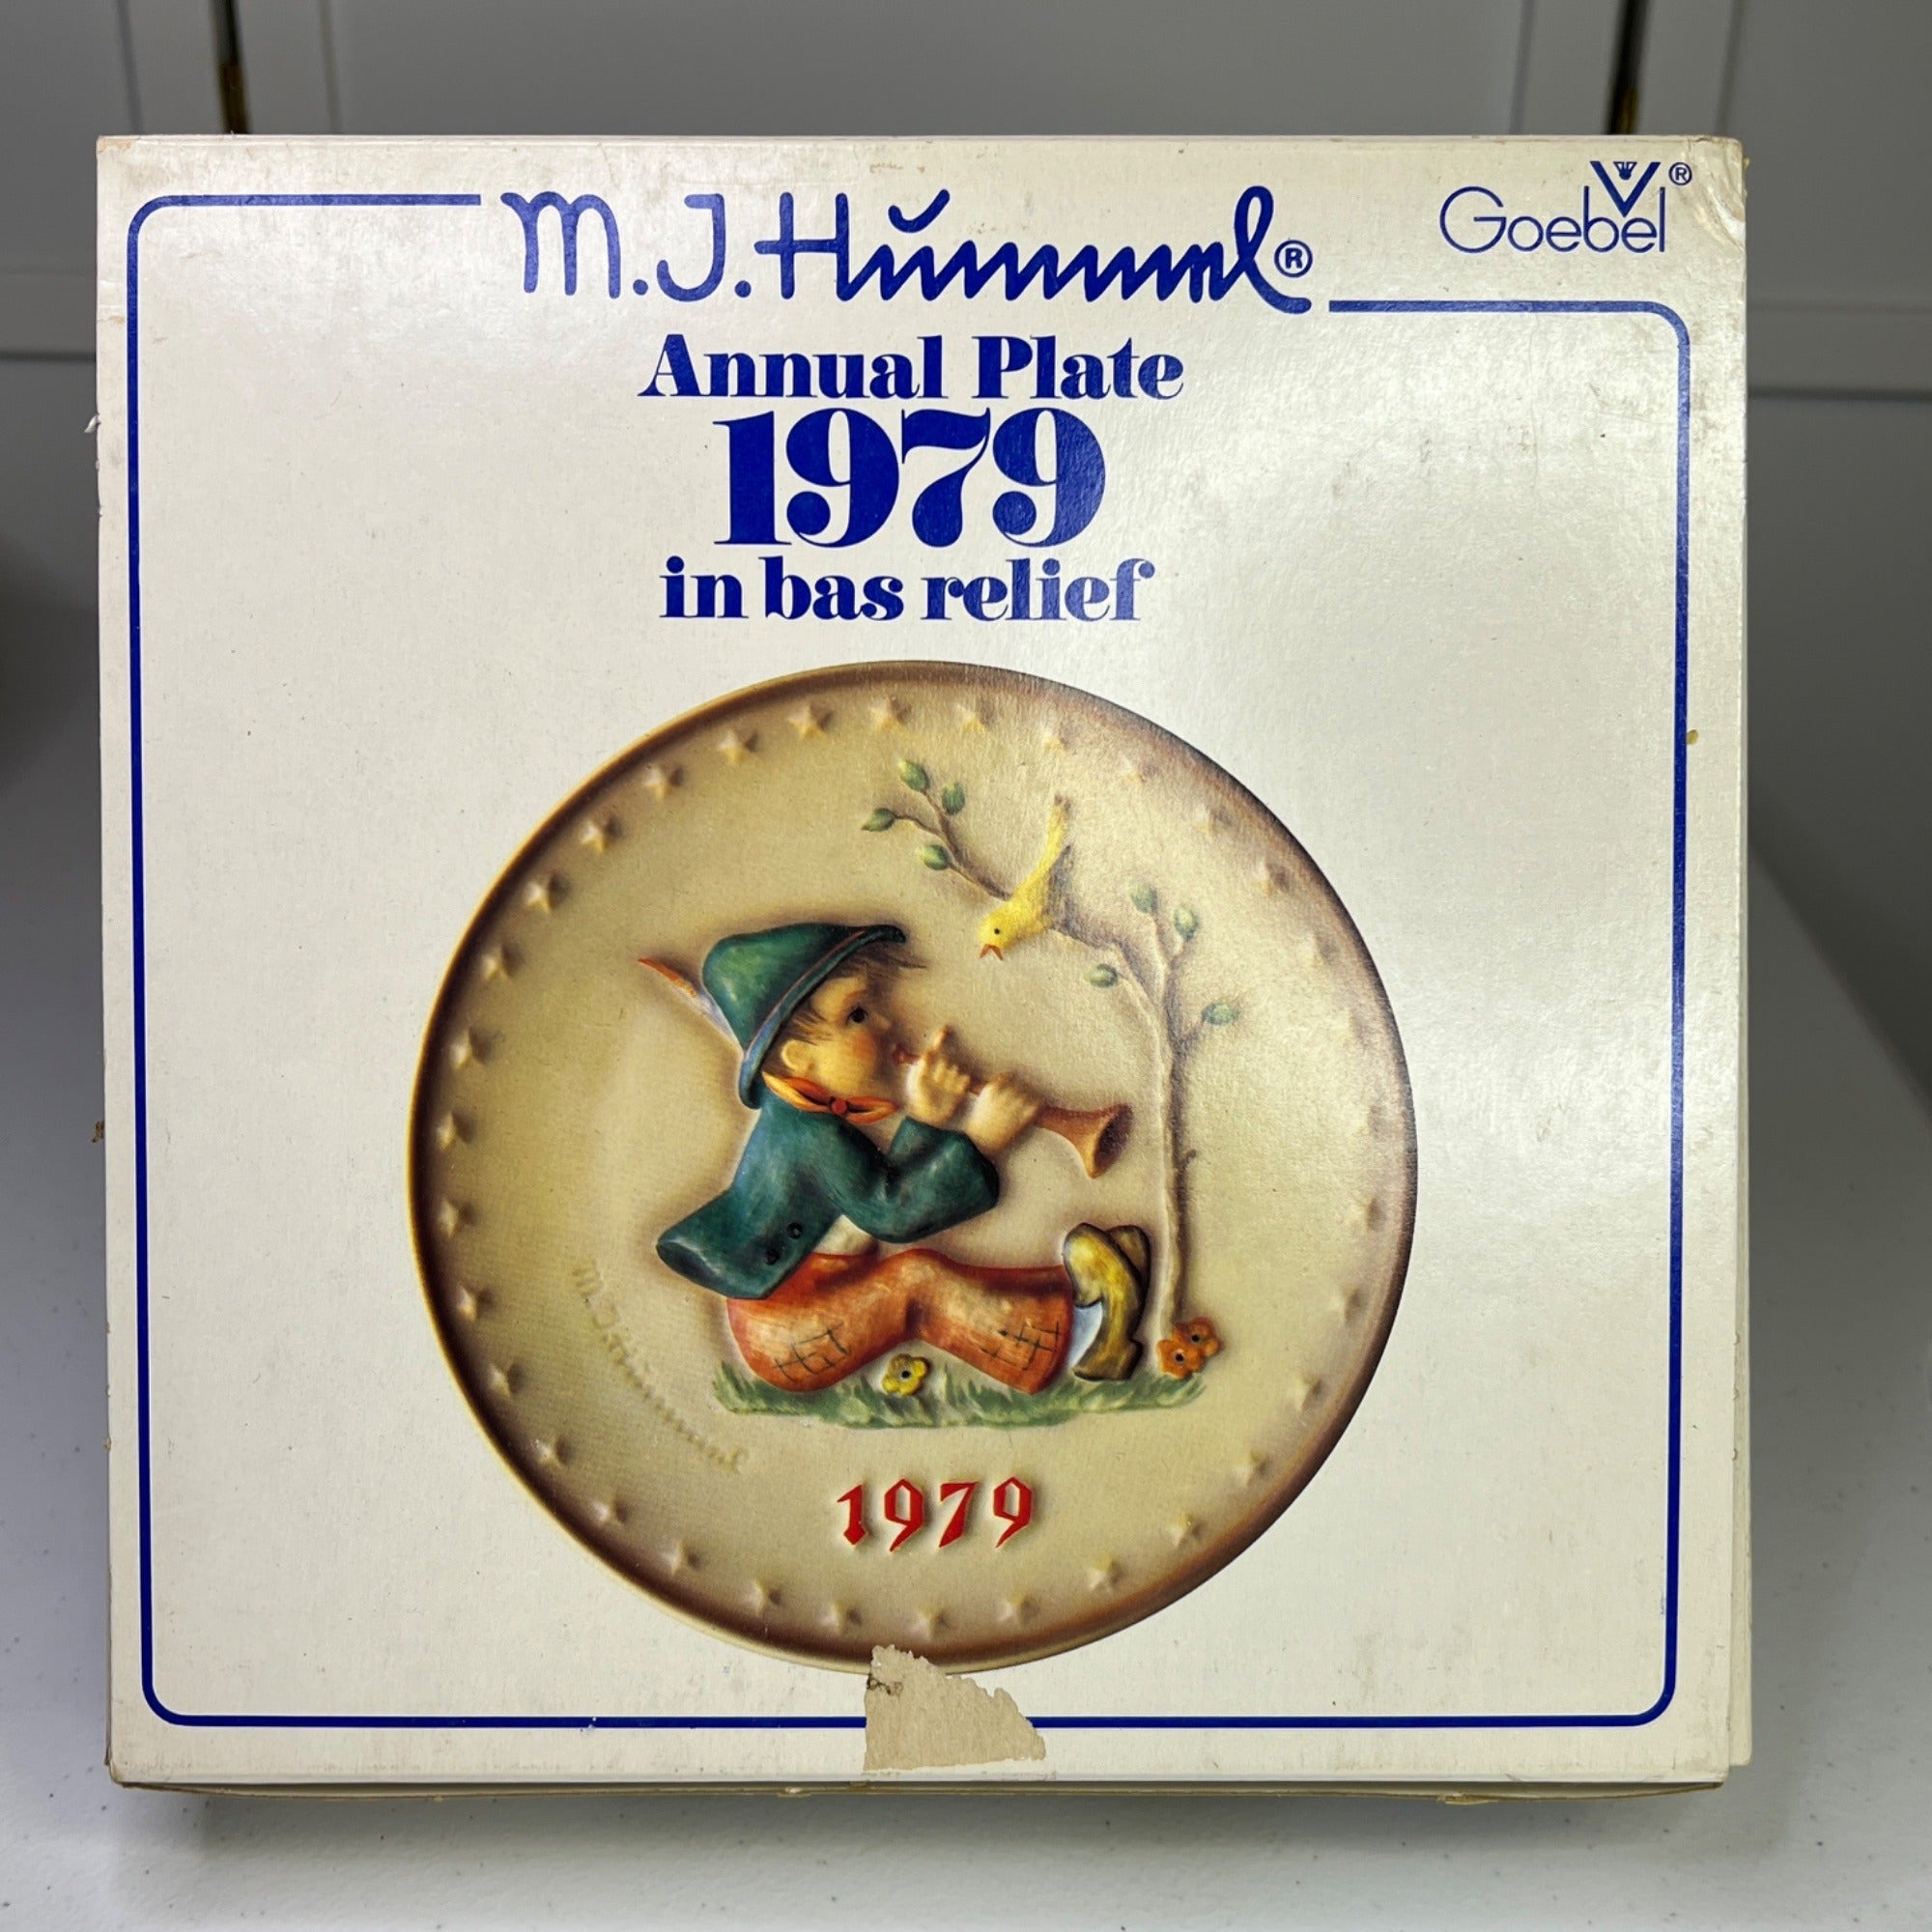 M.J.Hummel®
Goebel®
Annual Plate
1979
in bas relief
M.J.Hummel
1979